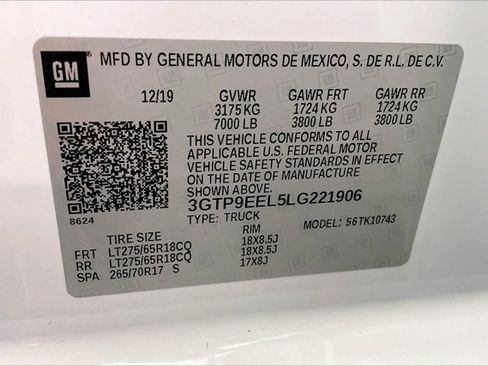 GM
MFD BY GENERAL MOTORS DE MEXICO, S. DE R.L. DE C.V.
12/19 GVWR GAWR FRT GAWR RR
3175 KG 1724 KG 1724 KG
7000 LB 3800 LB 3800 LB
THIS VEHICLE CONFORMS TO ALL
APPLICABLE U.S. FEDERAL MOTOR
VEHICLE SAFETY STANDARDS IN EFFECT
ON THE DATE OF MANUFACTURE
SHOWN ABOVE.
3GTP9EEL5LG221906
8624 TYPE: TRUCK MODEL: 56TK10743
TIRE SIZE RIM
FRT LT275/65R18CQ 18X8.5J
RR LT275/65R18CQ 18X8.5J
SPA 265/70R17 S 17X8J